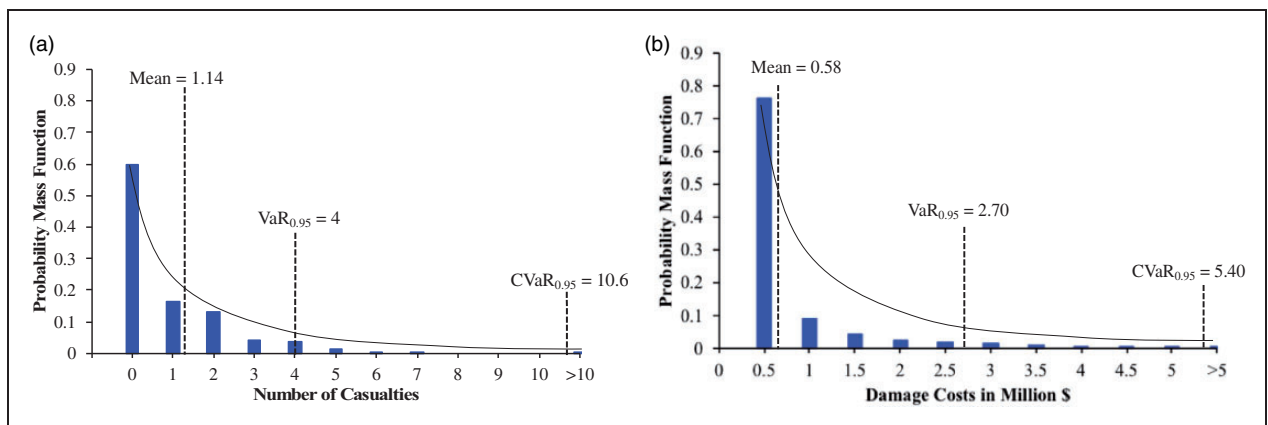 (a)
Probability Mass Function
0.9
0.8
0.7
0.6
0.5
0.4
0.3
0.2
0.1
0
Mean = 1.14
VaR0.95 = 4
CVaR0.95 = 10.6
0 1 2 3 4 5 6 7 8 9 10 >10
Number of Casualties
(b)
Probability Mass Function
0.9
0.8
0.7
0.6
0.5
0.4
0.3
0.2
0.1
0
Mean = 0.58
VaR0.95 = 2.70
CVaR0.95 = 5.40
0 0.5 1 1.5 2 2.5 3 3.5 4 4.5 5 >5
Damage Costs in Million $